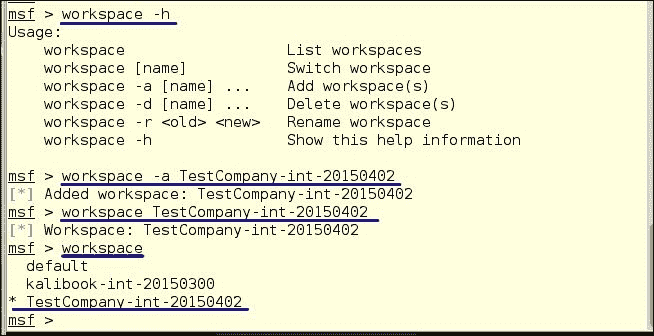 msf > workspace -h
Usage:
    workspace                  List workspaces
    workspace [name]           Switch workspace
    workspace -a [name] ...    Add workspace(s)
    workspace -d [name] ...    Delete workspace(s)
    workspace -r <old> <new>   Rename workspace
    workspace -h               Show this help information

msf > workspace -a TestCompany-int-20150402
[*] Added workspace: TestCompany-int-20150402
msf > workspace TestCompany-int-20150402
[*] Workspace: TestCompany-int-20150402
msf > workspace
  default
  kalibook-int-20150300
* TestCompany-int-20150402
msf >